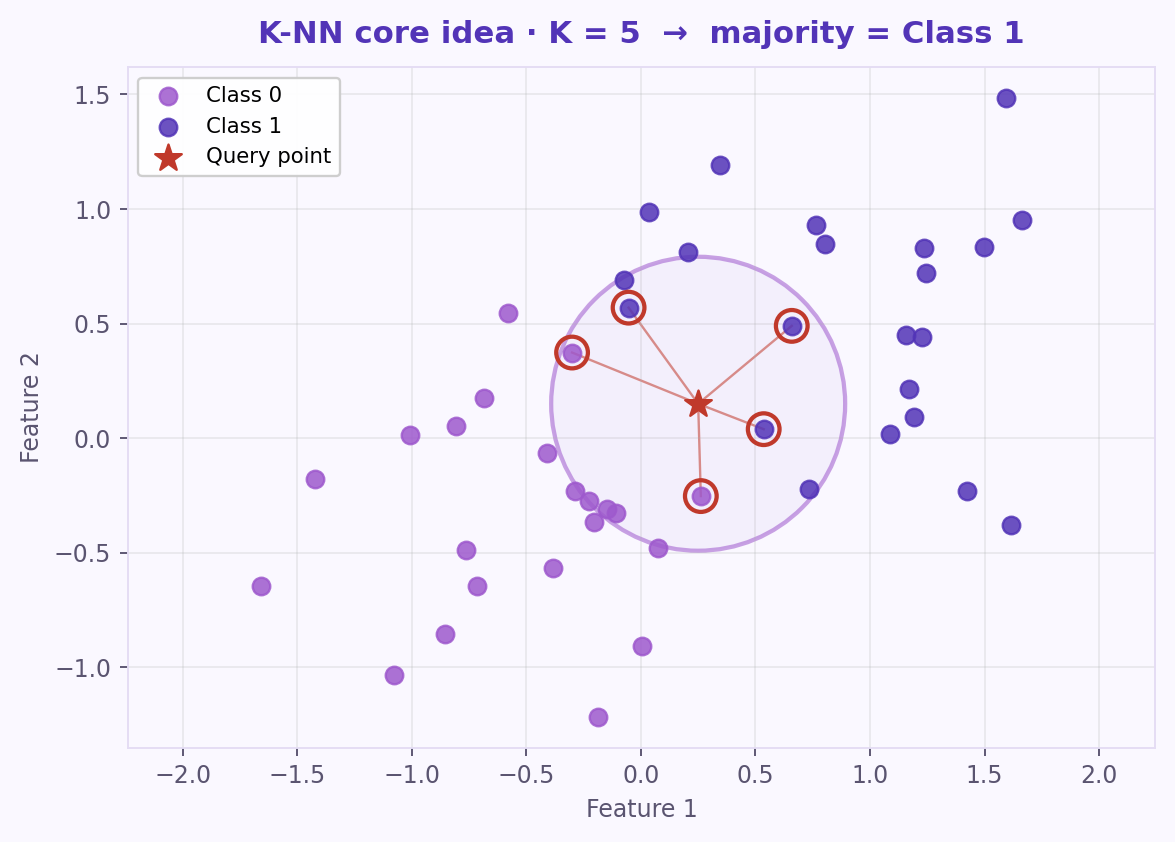 K-NN core idea · K = 5 → majority = Class 1
Class 0
Class 1
Query point
1.5
1.0
0.5
0.0
−0.5
−1.0
Feature 2
−2.0 −1.5 −1.0 −0.5 0.0 0.5 1.0 1.5 2.0
Feature 1